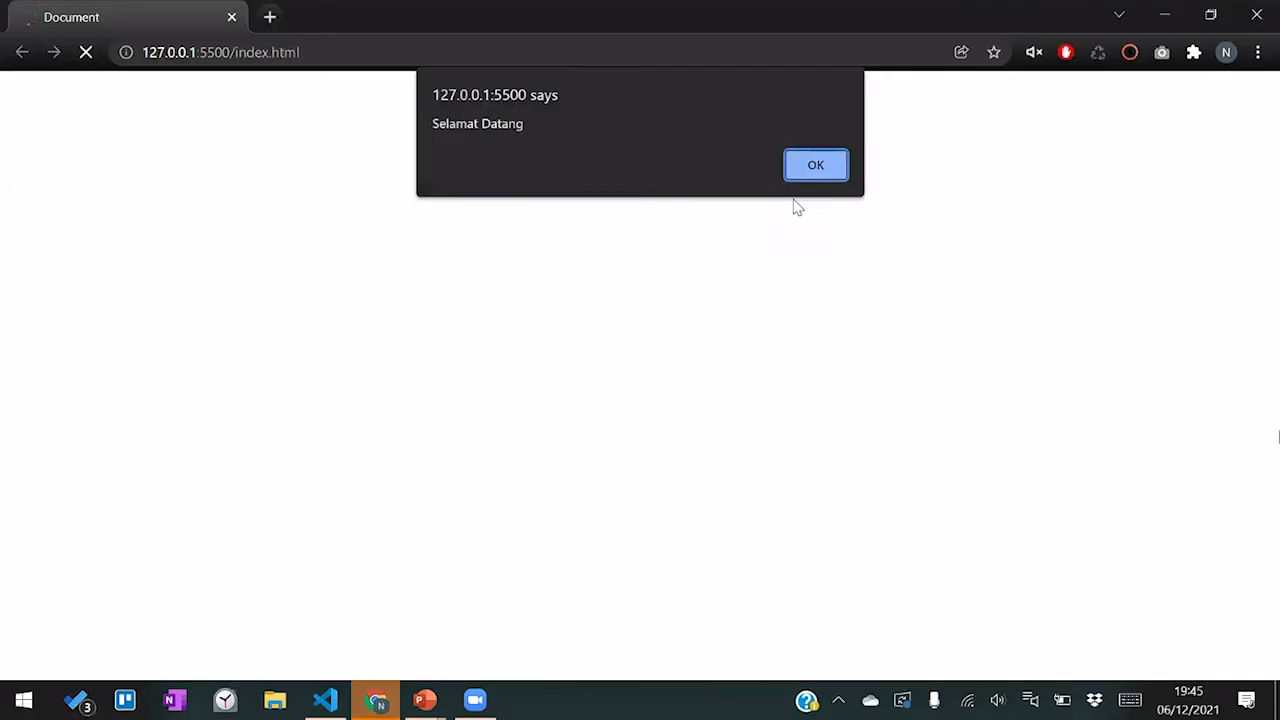 Document
127.0.0.1:5500/index.html
N
127.0.0.1:5500 says
Selamat Datang
OK
3
N
N
P
19:45
06/12/2021